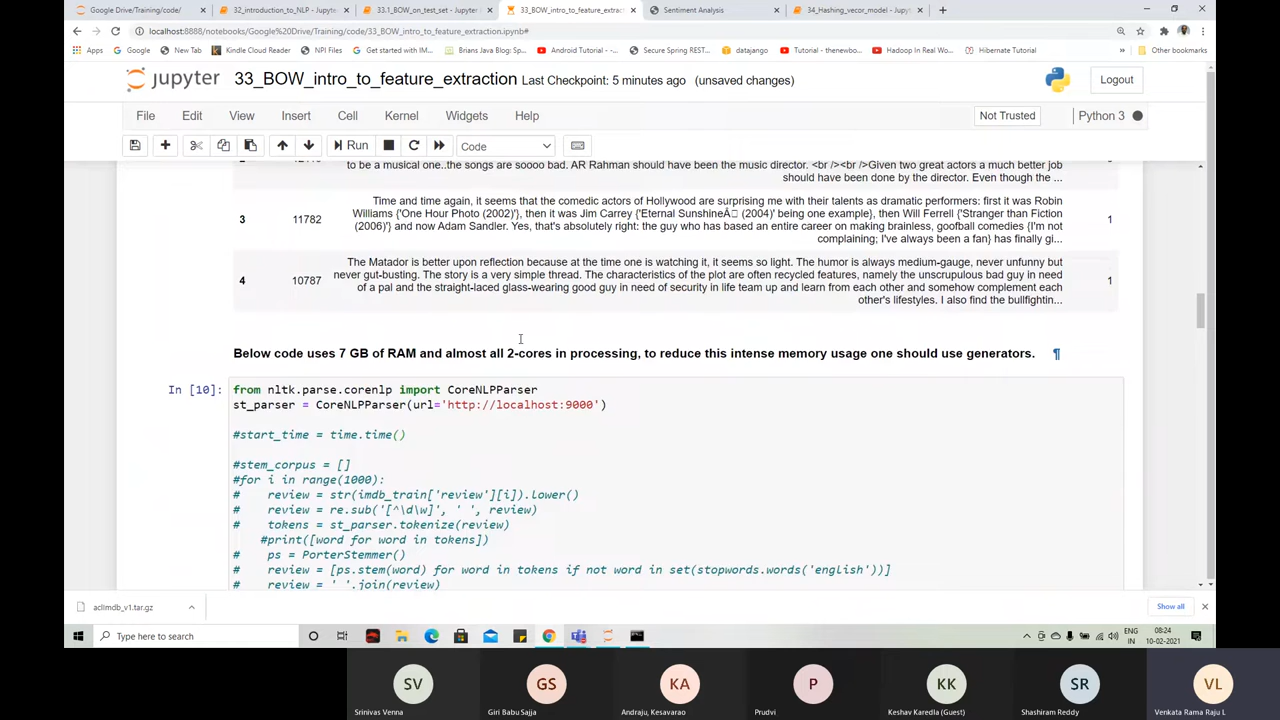 Google Drive/Training/code/
32_introduction_to_NLP - Jupyter
33.1_BOW_on_test_set - Jupyter
33_BOW_intro_to_feature_extrac
Sentiment Analysis
34_Hashing_vecor_model - Jupyte
localhost:8888/notebooks/Google%20Drive/Training/code/33_BOW_intro_to_feature_extraction.ipynb#
Apps
Google
New Tab
Kindle Cloud Reader
NPI Files
Get started with IM...
Brians Java Blog: Sp...
Android Tutorial -...
Secure Spring REST...
datajango
Tutorial - thenewbo...
Hadoop In Real Wo...
Hibernate Tutorial
»
Other bookmarks
jupyter 33_BOW_intro_to_feature_extraction Last Checkpoint: 5 minutes ago (unsaved changes)
Logout
File Edit View Insert Cell Kernel Widgets Help
Not Trusted
Python 3
Run
Code
to be a musical one..the songs are soooo bad. AR Rahman should have been the music director. <br /><br />Given two great actors a much better job
should have been done by the director. Even though the ...
Time and time again, it seems that the comedic actors of Hollywood are surprising me with their talents as dramatic performers: first it was Robin
3 11782 Williams {'One Hour Photo (2002)'}, then it was Jim Carrey {'Eternal SunshineÂ (2004)' being one example}, then Will Ferrell {'Stranger than Fiction 1
(2006)'} and now Adam Sandler. Yes, that's absolutely right: the guy who has based an entire career on making brainless, goofball comedies {I'm not
complaining; I've always been a fan} has finally gi...
The Matador is better upon reflection because at the time one is watching it, it seems so light. The humor is always medium-gauge, never unfunny but
4 10787 never gut-busting. The story is a very simple thread. The characteristics of the plot are often recycled features, namely the unscrupulous bad guy in need 1
of a pal and the straight-laced glass-wearing good guy in need of security in life team up and learn from each other and somehow complement each
other's lifestyles. I also find the bullfightin...
Below code uses 7 GB of RAM and almost all 2-cores in processing, to reduce this intense memory usage one should use generators. ¶
In [10]: from nltk.parse.corenlp import CoreNLPParser
st_parser = CoreNLPParser(url='http://localhost:9000')
#start_time = time.time()
#stem_corpus = []
#for i in range(1000):
#    review = str(imdb_train['review'][i]).lower()
#    review = re.sub('[^\d\w]', ' ', review)
#    tokens = st_parser.tokenize(review)
#print([word for word in tokens])
#    ps = PorterStemmer()
#    review = [ps.stem(word) for word in tokens if not word in set(stopwords.words('english'))]
#    review = ' '.join(review)
aclImdb_v1.tar.gz
Show all
Type here to search
ENG
IN
08:24
10-02-2021
SV
GS
KA
P
KK
SR
VL
Srinivas Venna
Giri Babu Sajja
Andraju, Kesavarao
Prudvi
Keshav Karedla (Guest)
Shashiram Reddy
Venkata Rama Raju L